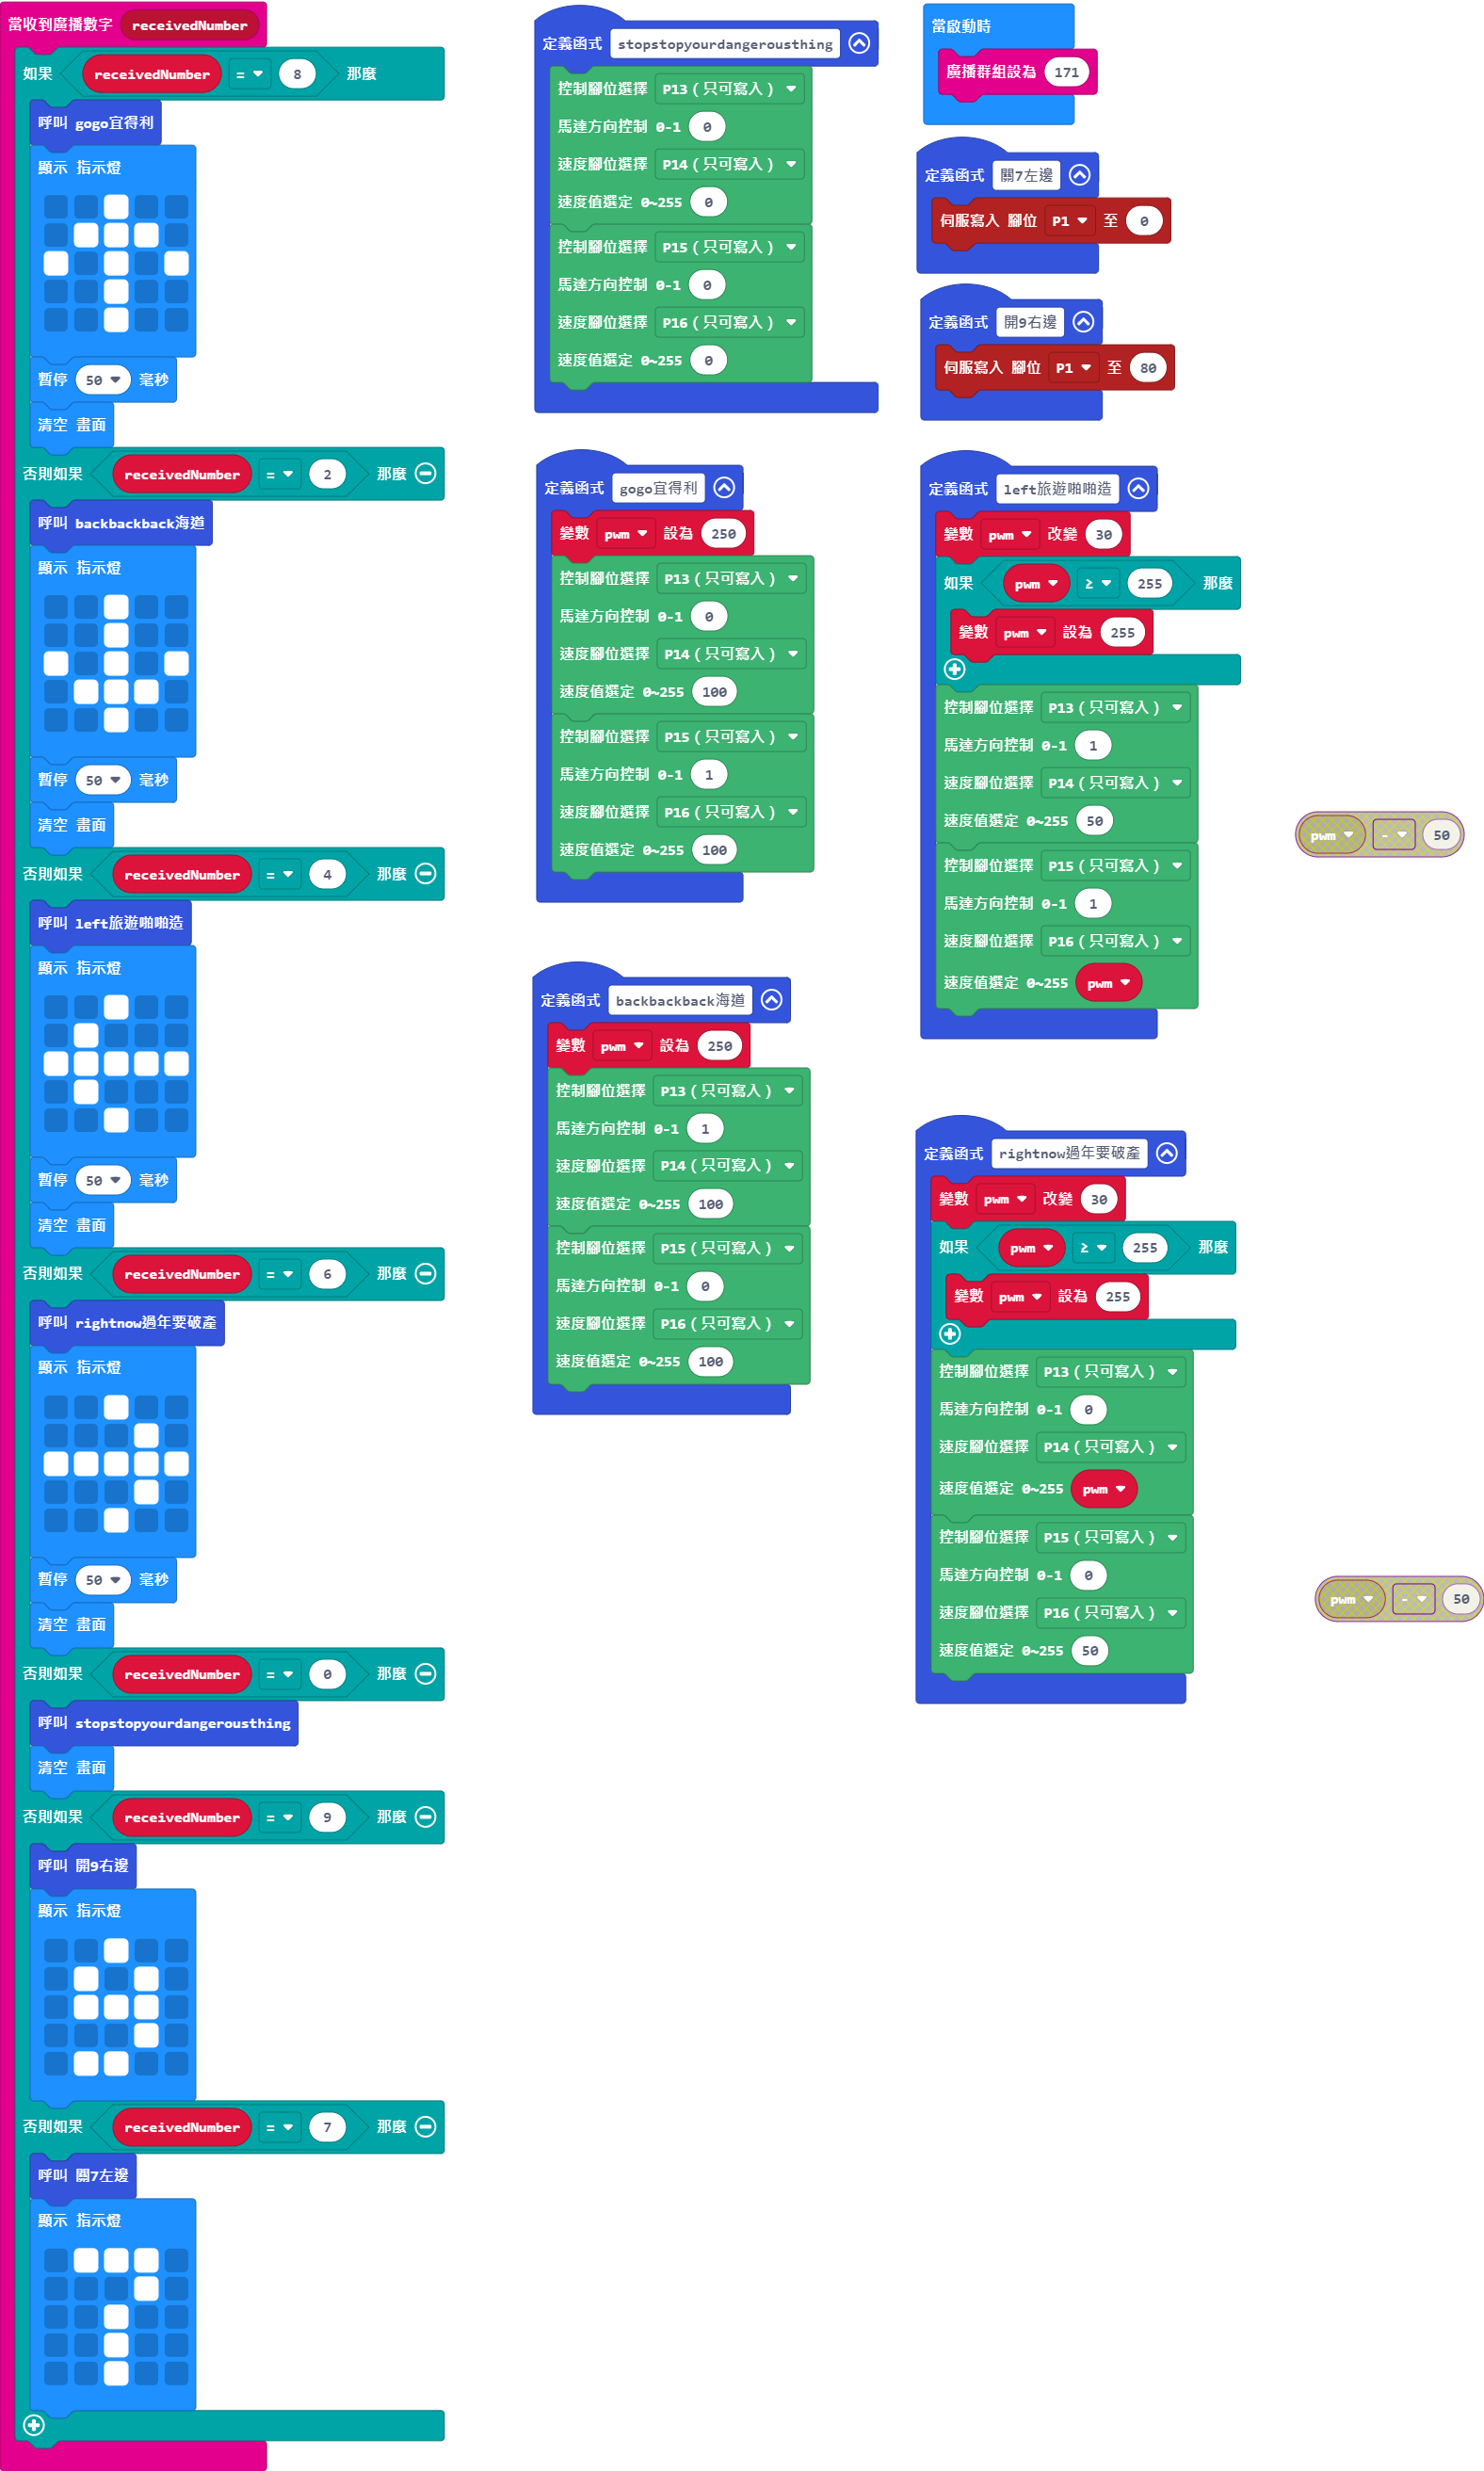 當收到廣播數字 receivedNumber
如果 receivedNumber = 8 那麼
呼叫 gogo宜得利
顯示 指示燈
暫停 50 毫秒
清空 畫面
否則如果 receivedNumber = 2 那麼
呼叫 backbackback海道
顯示 指示燈
暫停 50 毫秒
清空 畫面
否則如果 receivedNumber = 4 那麼
呼叫 left旅遊啪啪造
顯示 指示燈
暫停 50 毫秒
清空 畫面
否則如果 receivedNumber = 6 那麼
呼叫 rightnow過年要破產
顯示 指示燈
暫停 50 毫秒
清空 畫面
否則如果 receivedNumber = 0 那麼
呼叫 stopstopyourdangerousthing
清空 畫面
否則如果 receivedNumber = 9 那麼
呼叫 開9右邊
顯示 指示燈
否則如果 receivedNumber = 7 那麼
呼叫 關7左邊
顯示 指示燈
定義函式 stopstopyourdangerousthing
控制腳位選擇 P13(只可寫入)
馬達方向控制 0-1 0
速度腳位選擇 P14(只可寫入)
速度值選定 0~255 0
控制腳位選擇 P15(只可寫入)
馬達方向控制 0-1 0
速度腳位選擇 P16(只可寫入)
速度值選定 0~255 0
定義函式 gogo宜得利
變數 pwm 設為 250
控制腳位選擇 P13(只可寫入)
馬達方向控制 0-1 0
速度腳位選擇 P14(只可寫入)
速度值選定 0~255 100
控制腳位選擇 P15(只可寫入)
馬達方向控制 0-1 1
速度腳位選擇 P16(只可寫入)
速度值選定 0~255 100
定義函式 backbackback海道
變數 pwm 設為 250
控制腳位選擇 P13(只可寫入)
馬達方向控制 0-1 1
速度腳位選擇 P14(只可寫入)
速度值選定 0~255 100
控制腳位選擇 P15(只可寫入)
馬達方向控制 0-1 0
速度腳位選擇 P16(只可寫入)
速度值選定 0~255 100
當啟動時
廣播群組設為 171
定義函式 關7左邊
伺服寫入 腳位 P1 至 0
定義函式 開9右邊
伺服寫入 腳位 P1 至 80
定義函式 left旅遊啪啪造
變數 pwm 改變 30
如果 pwm ≥ 255 那麼
變數 pwm 設為 255
控制腳位選擇 P13(只可寫入)
馬達方向控制 0-1 1
速度腳位選擇 P14(只可寫入)
速度值選定 0~255 50
控制腳位選擇 P15(只可寫入)
馬達方向控制 0-1 1
速度腳位選擇 P16(只可寫入)
速度值選定 0~255 pwm
定義函式 rightnow過年要破產
變數 pwm 改變 30
如果 pwm ≥ 255 那麼
變數 pwm 設為 255
控制腳位選擇 P13(只可寫入)
馬達方向控制 0-1 0
速度腳位選擇 P14(只可寫入)
速度值選定 0~255 pwm
控制腳位選擇 P15(只可寫入)
馬達方向控制 0-1 0
速度腳位選擇 P16(只可寫入)
速度值選定 0~255 50
pwm - 50
pwm - 50